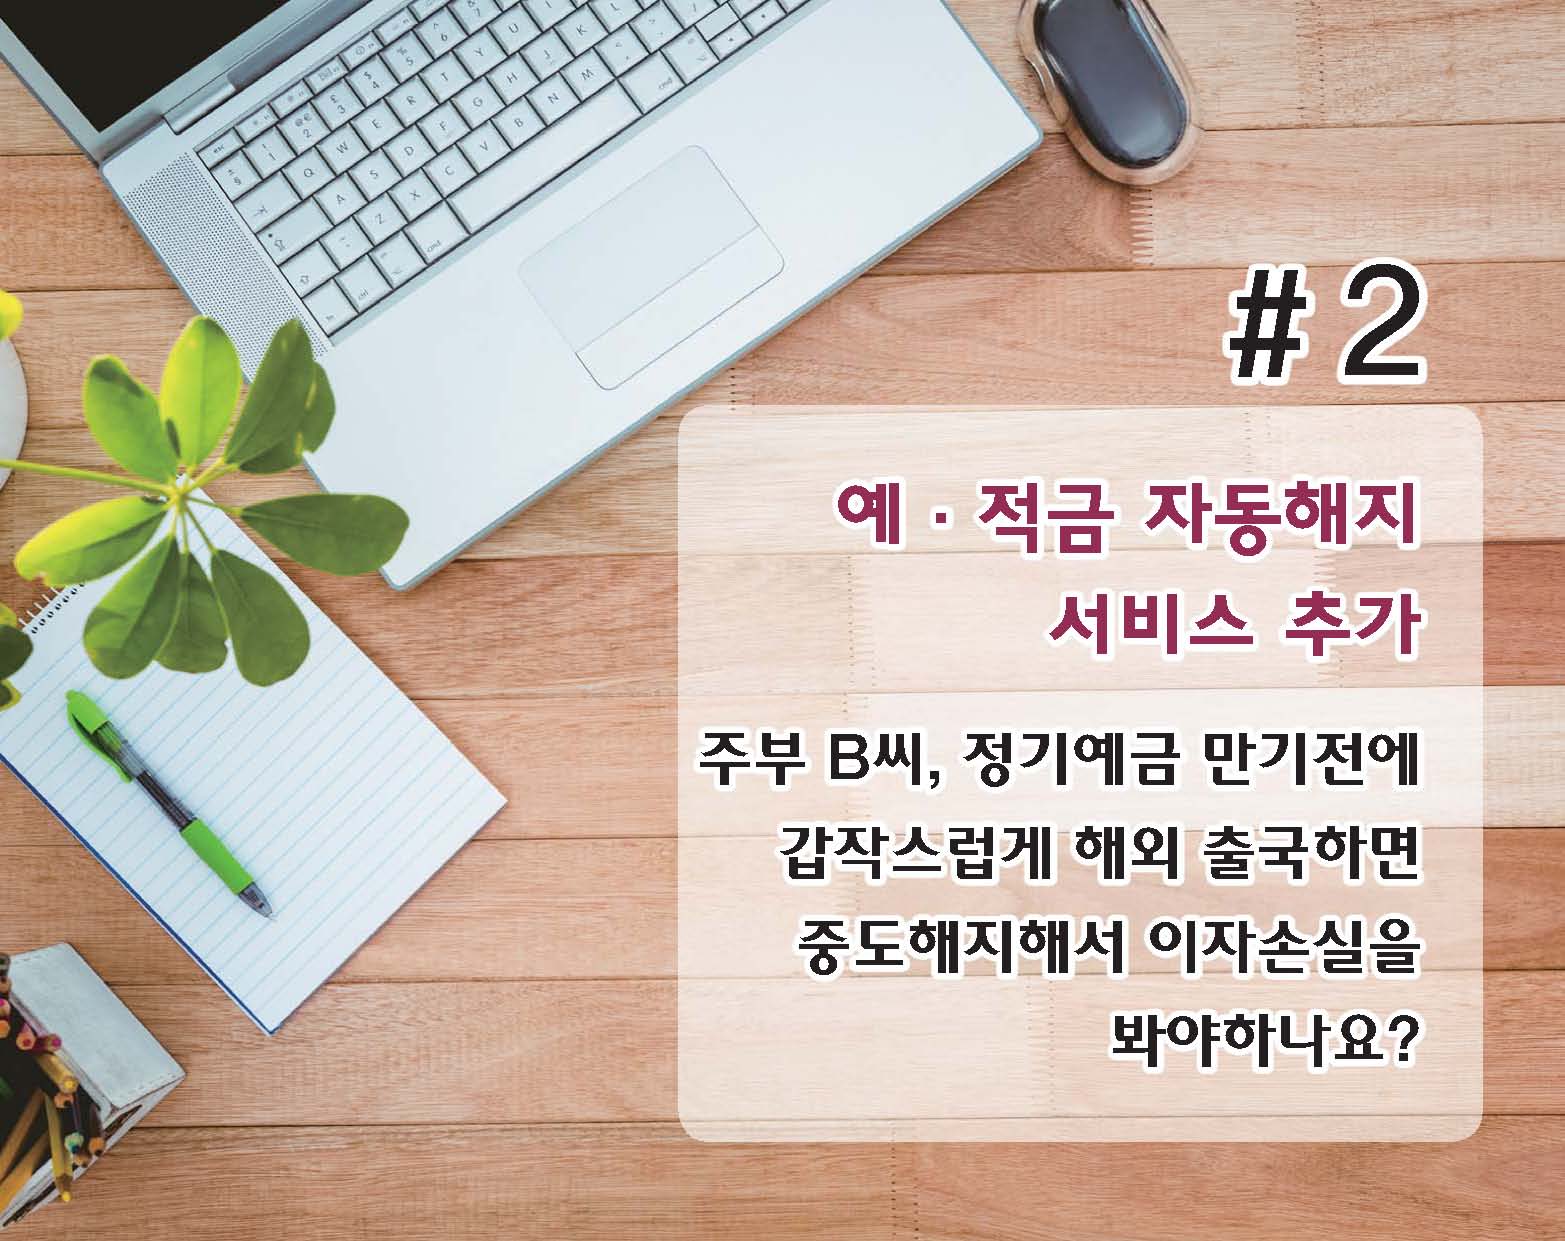 #2
예·적금 자동해지
서비스 추가
주부 B씨, 정기예금 만기전에
갑작스럽게 해외 출국하면
중도해지해서 이자손실을
봐야하나요?